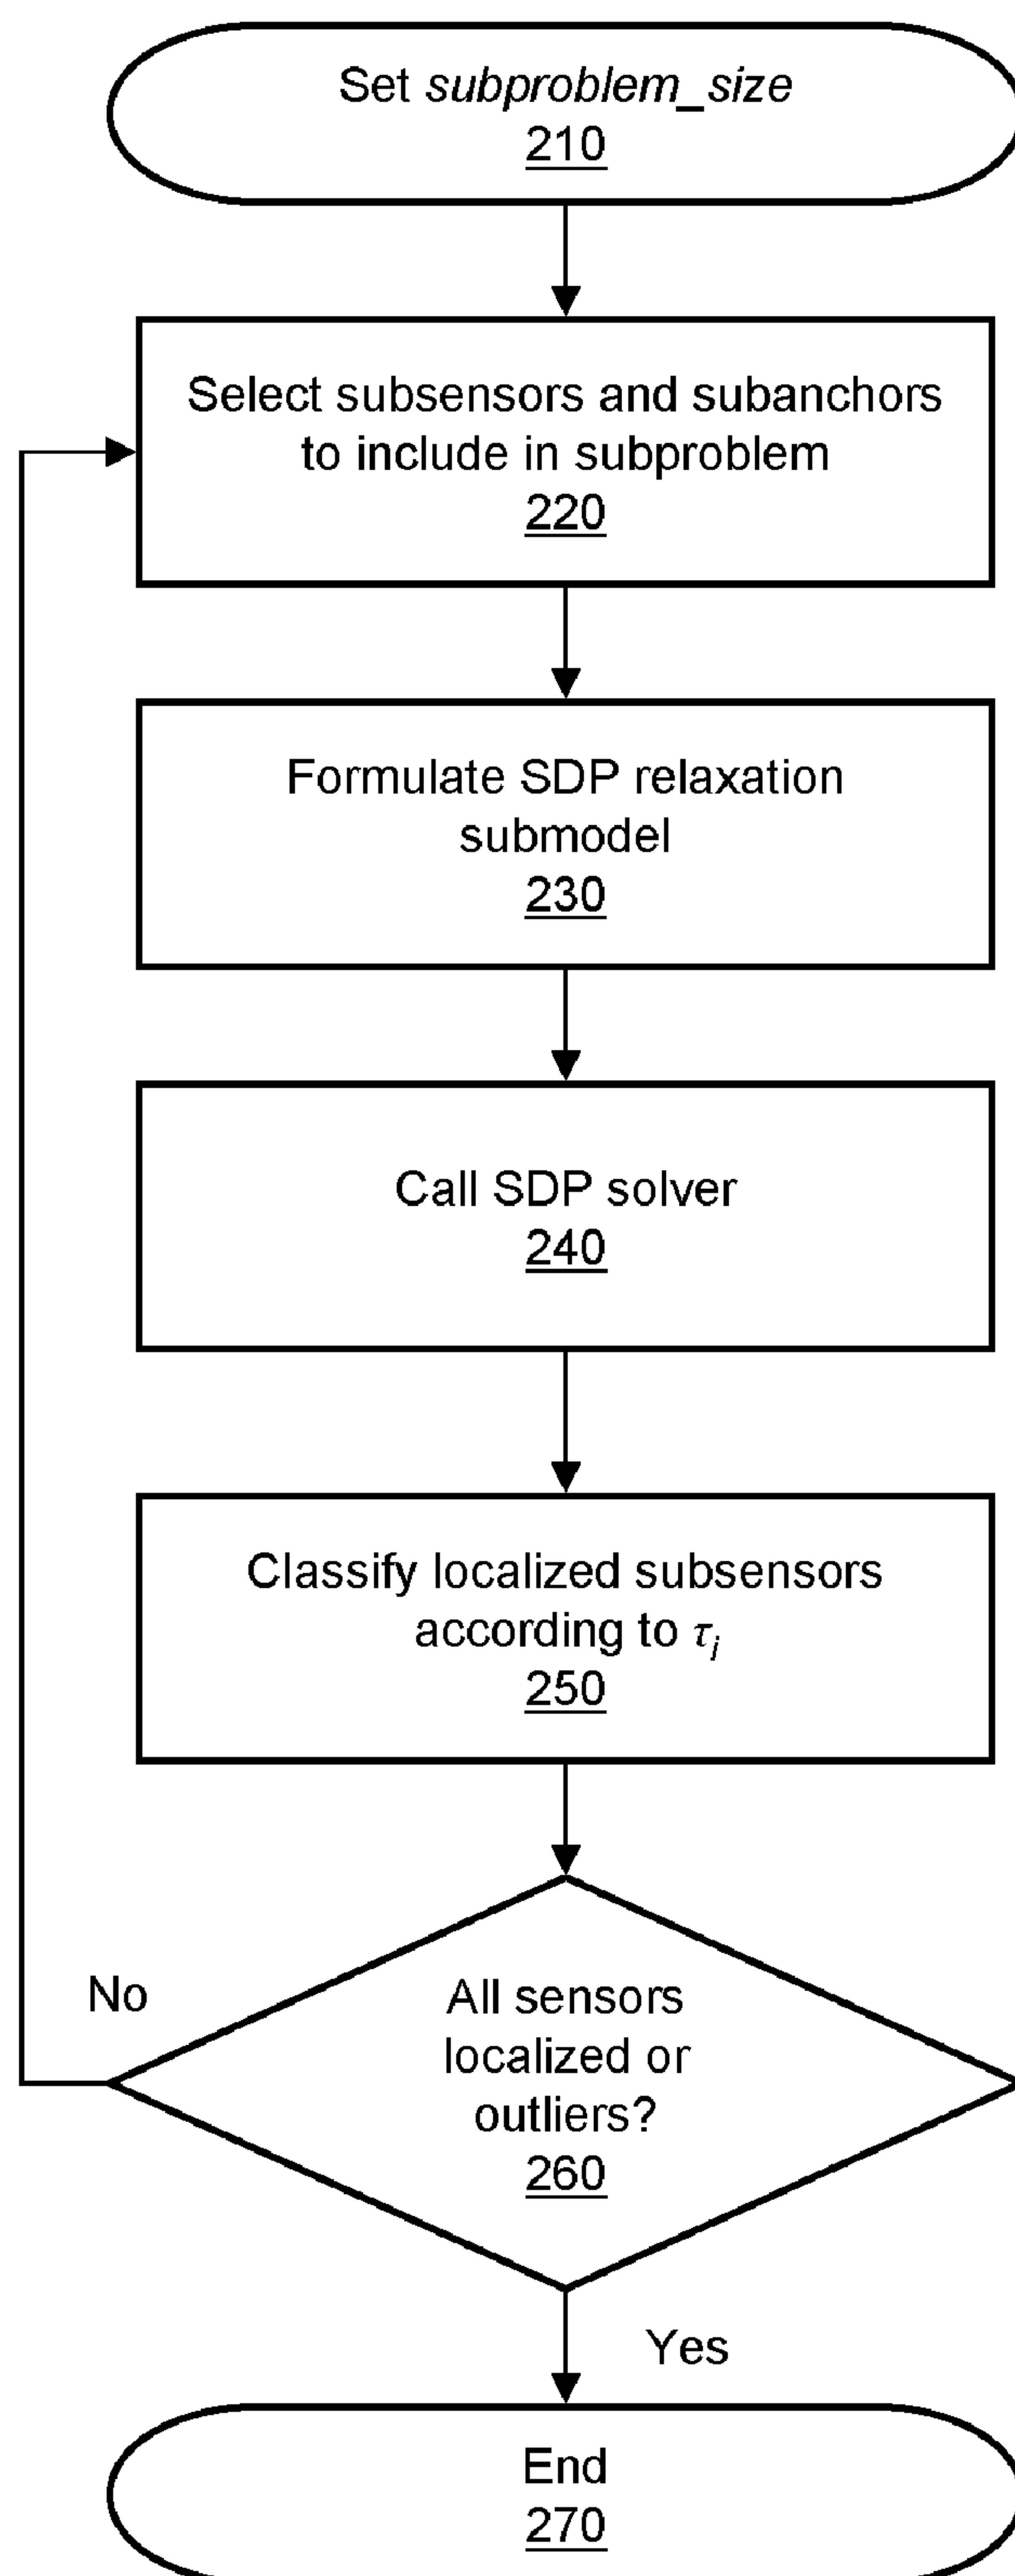 Set subproblem_size
210
Select subsensors and subanchors
to include in subproblem
220
Formulate SDP relaxation
submodel
230
Call SDP solver
240
Classify localized subsensors
according to τi
250
No
All sensors
localized or
outliers?
260
Yes
End
270